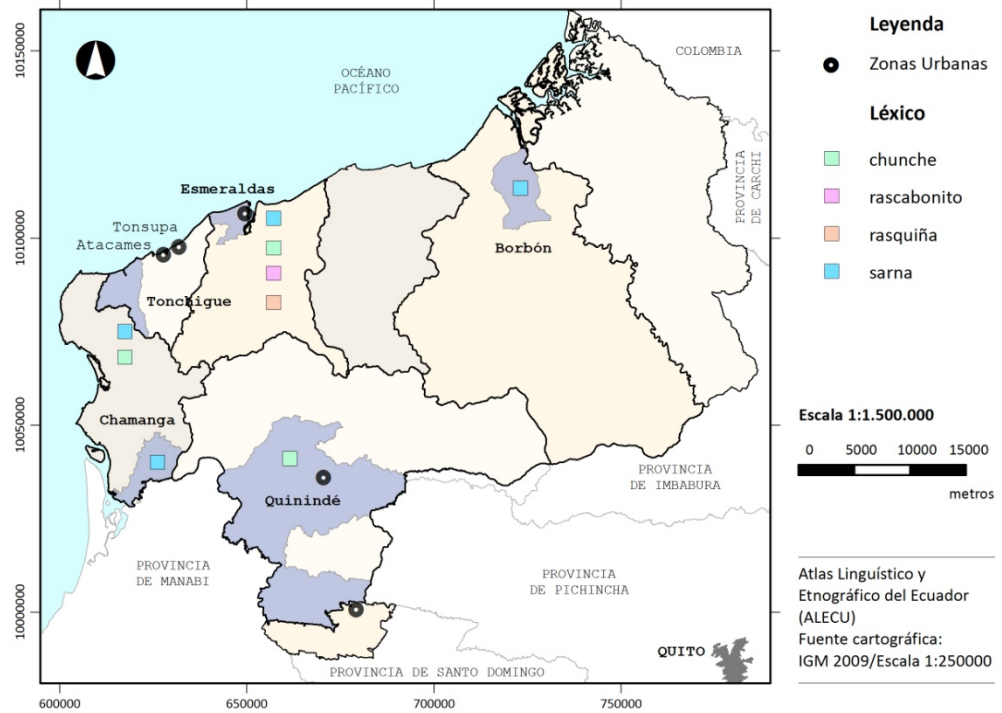 10150000
10100000
10050000
10000000
COLOMBIA
OCÉANO
PACÍFICO
PROVINCIA
DE CARCHI
Esmeraldas
Tonsupa
Atacames
Borbón
Tonchigue
Chamanga
Quinindé
PROVINCIA
DE IMBABURA
PROVINCIA
DE MANABI
PROVINCIA
DE PICHINCHA
QUITO
PROVINCIA DE SANTO DOMINGO
600000 650000 700000 750000
Leyenda
Zonas Urbanas
Léxico
chunche
rascabonito
rasquiña
sarna
Escala 1:1.500.000
0 5000 10000 15000
metros
Atlas Linguístico y
Etnográfico del Ecuador
(ALECU)
Fuente cartográfica:
IGM 2009/Escala 1:250000